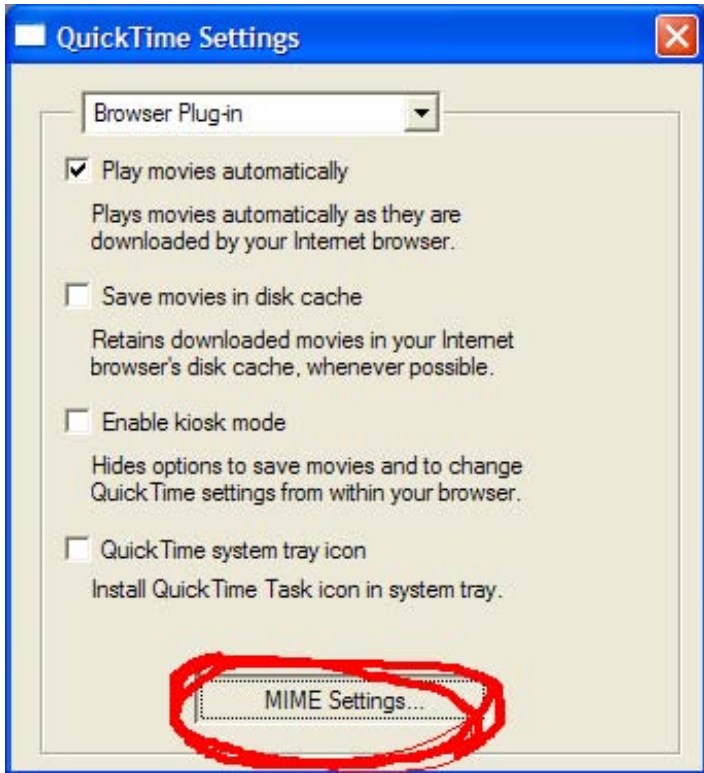 QuickTime Settings
Browser Plug-in
Play movies automatically
Plays movies automatically as they are
downloaded by your Internet browser.
Save movies in disk cache
Retains downloaded movies in your Internet
browser's disk cache, whenever possible.
Enable kiosk mode
Hides options to save movies and to change
QuickTime settings from within your browser.
QuickTime system tray icon
Install QuickTime Task icon in system tray.
MIME Settings...